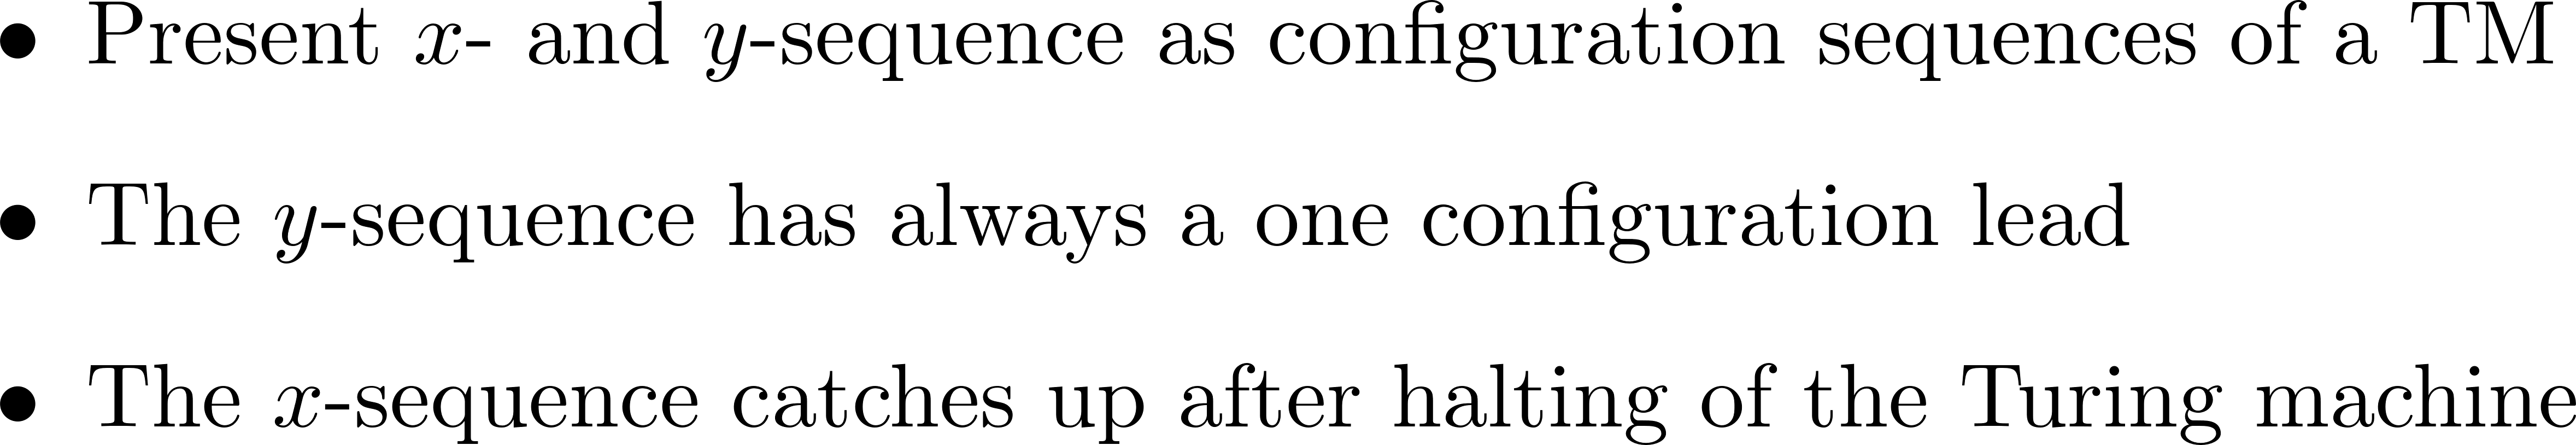 • Present x- and y-sequence as configuration sequences of a TM
• The y-sequence has always a one configuration lead
• The x-sequence catches up after halting of the Turing machine